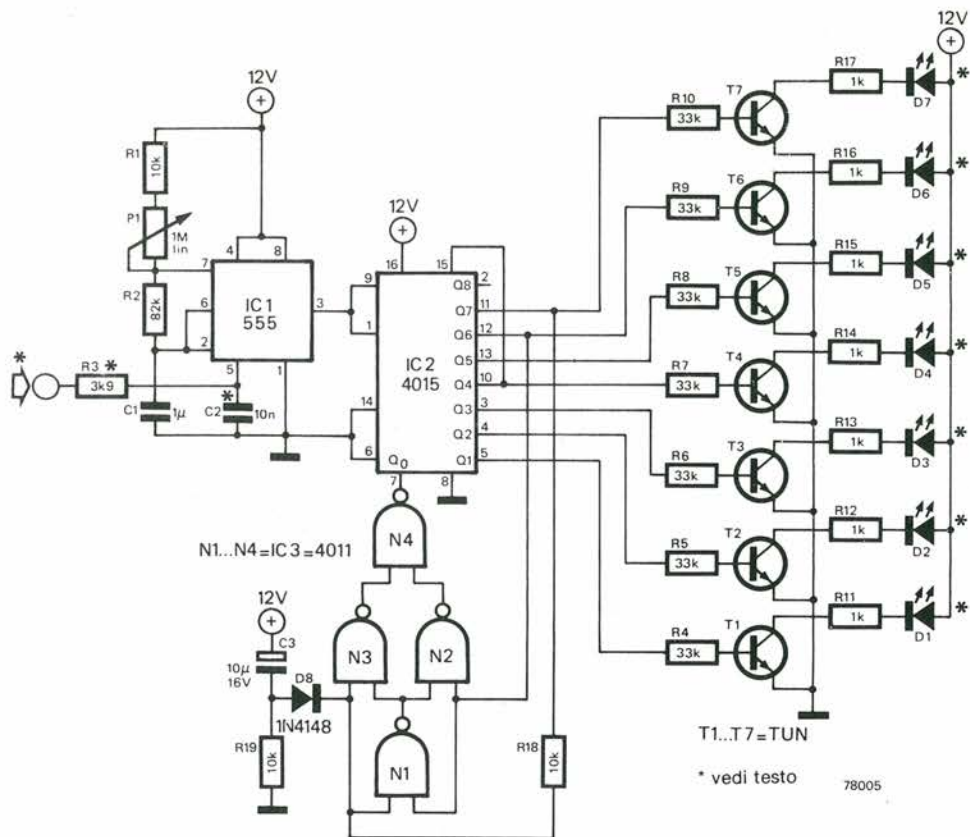 12V
R1
10k
P1
1M
lin
R2
82k
7
6
2
4
8
IC1
555
3
5
1
R3 *
3k9
*
C1
1µ
*
C2
10n
12V
16
15
9
1
14
6
IC2
4015
Q8
2
Q7
11
Q6
12
Q5
13
Q4
10
Q3
3
Q2
4
Q1
5
Q0
7
8
N4
N1...N4=IC3=4011
N3
N2
N1
12V
C3
10µ
16V
D8
1N4148
R19
10k
R18
10k
12V
R10
33k
T7
R17
1k
D7
*
R9
33k
T6
R16
1k
D6
*
R8
33k
T5
R15
1k
D5
*
R7
33k
T4
R14
1k
D4
*
R6
33k
T3
R13
1k
D3
*
R5
33k
T2
R12
1k
D2
*
R4
33k
T1
R11
1k
D1
*
T1...T7=TUN
* vedi testo
78005